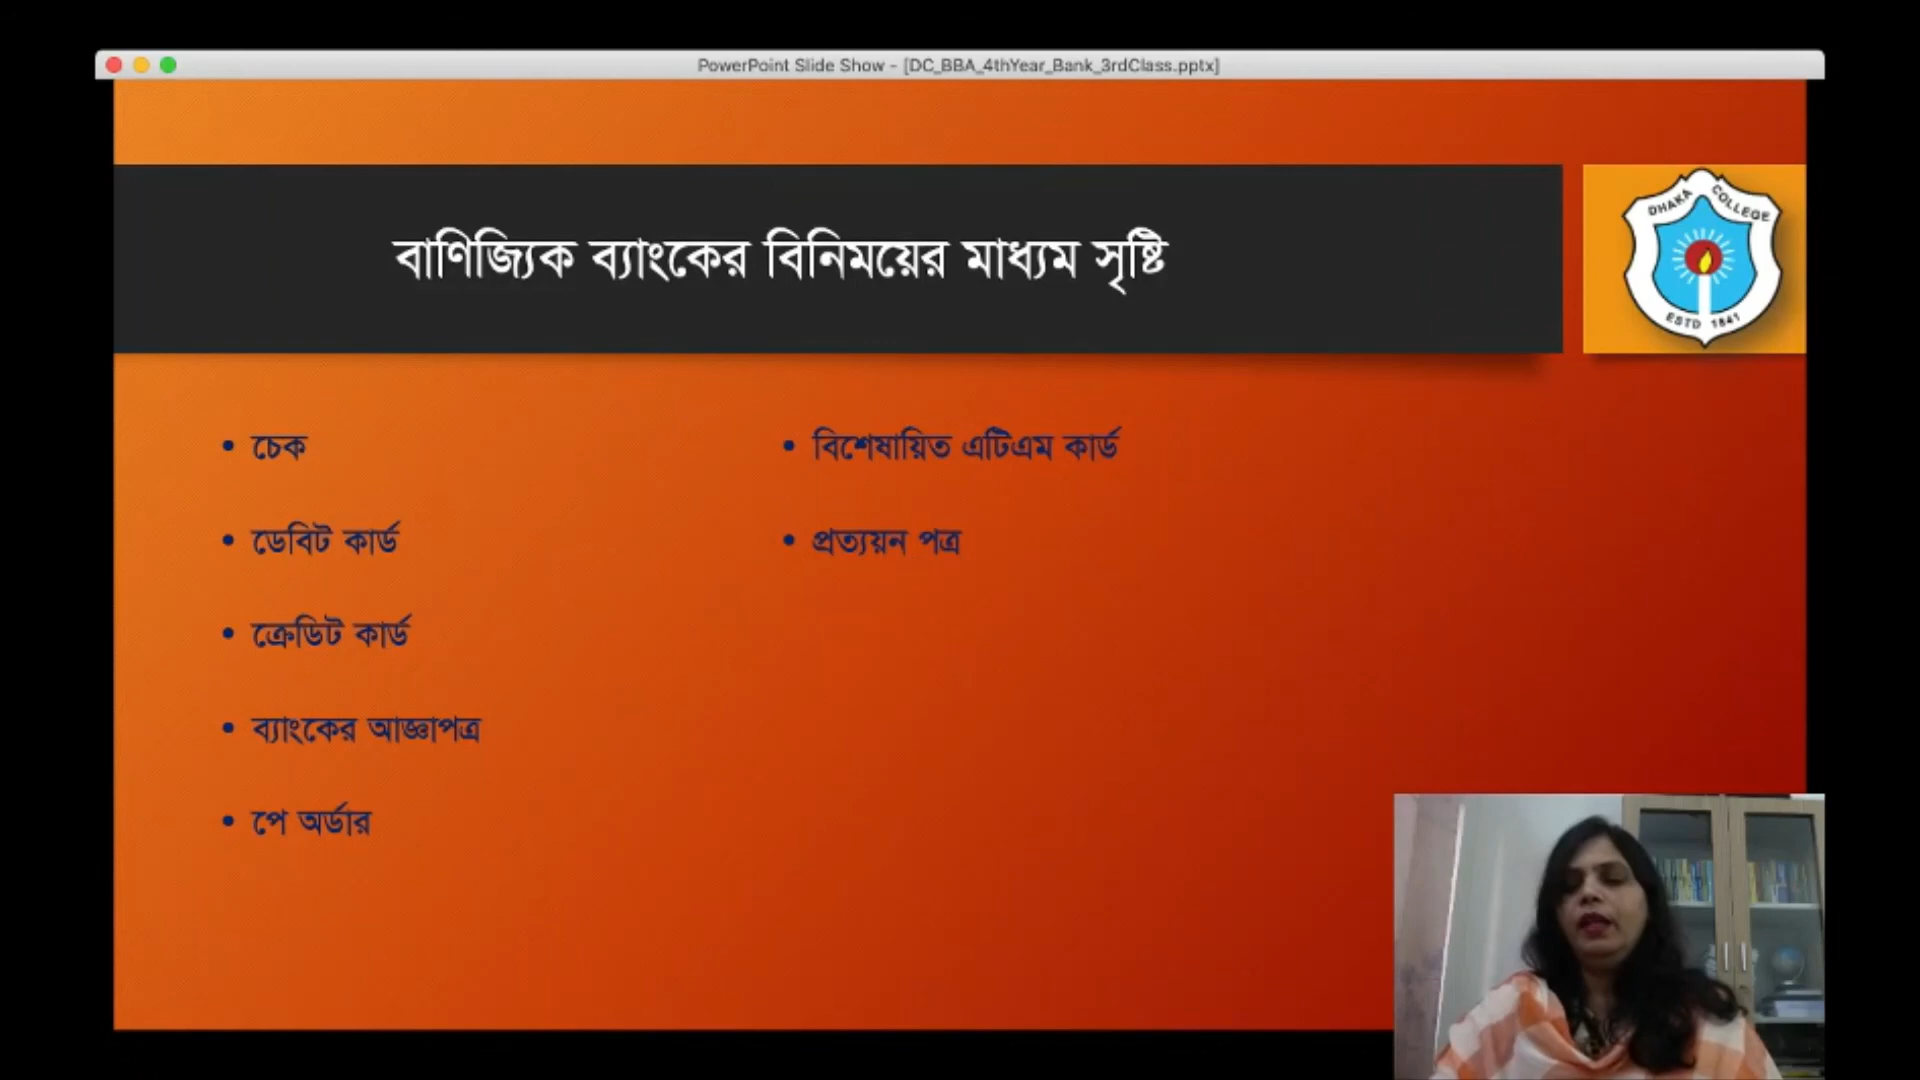 PowerPoint Slide Show - [DC_BBA_4thYear_Bank_3rdClass.pptx]
বাণিজ্যিক ব্যাংকের বিনিময়ের মাধ্যম সৃষ্টি
DHAKA COLLEGE
ESTD 1841
• চেক
• ডেবিট কার্ড
• ক্রেডিট কার্ড
• ব্যাংকের আজ্ঞাপত্র
• পে অর্ডার
• বিশেষায়িত এটিএম কার্ড
• প্রত্যয়ন পত্র